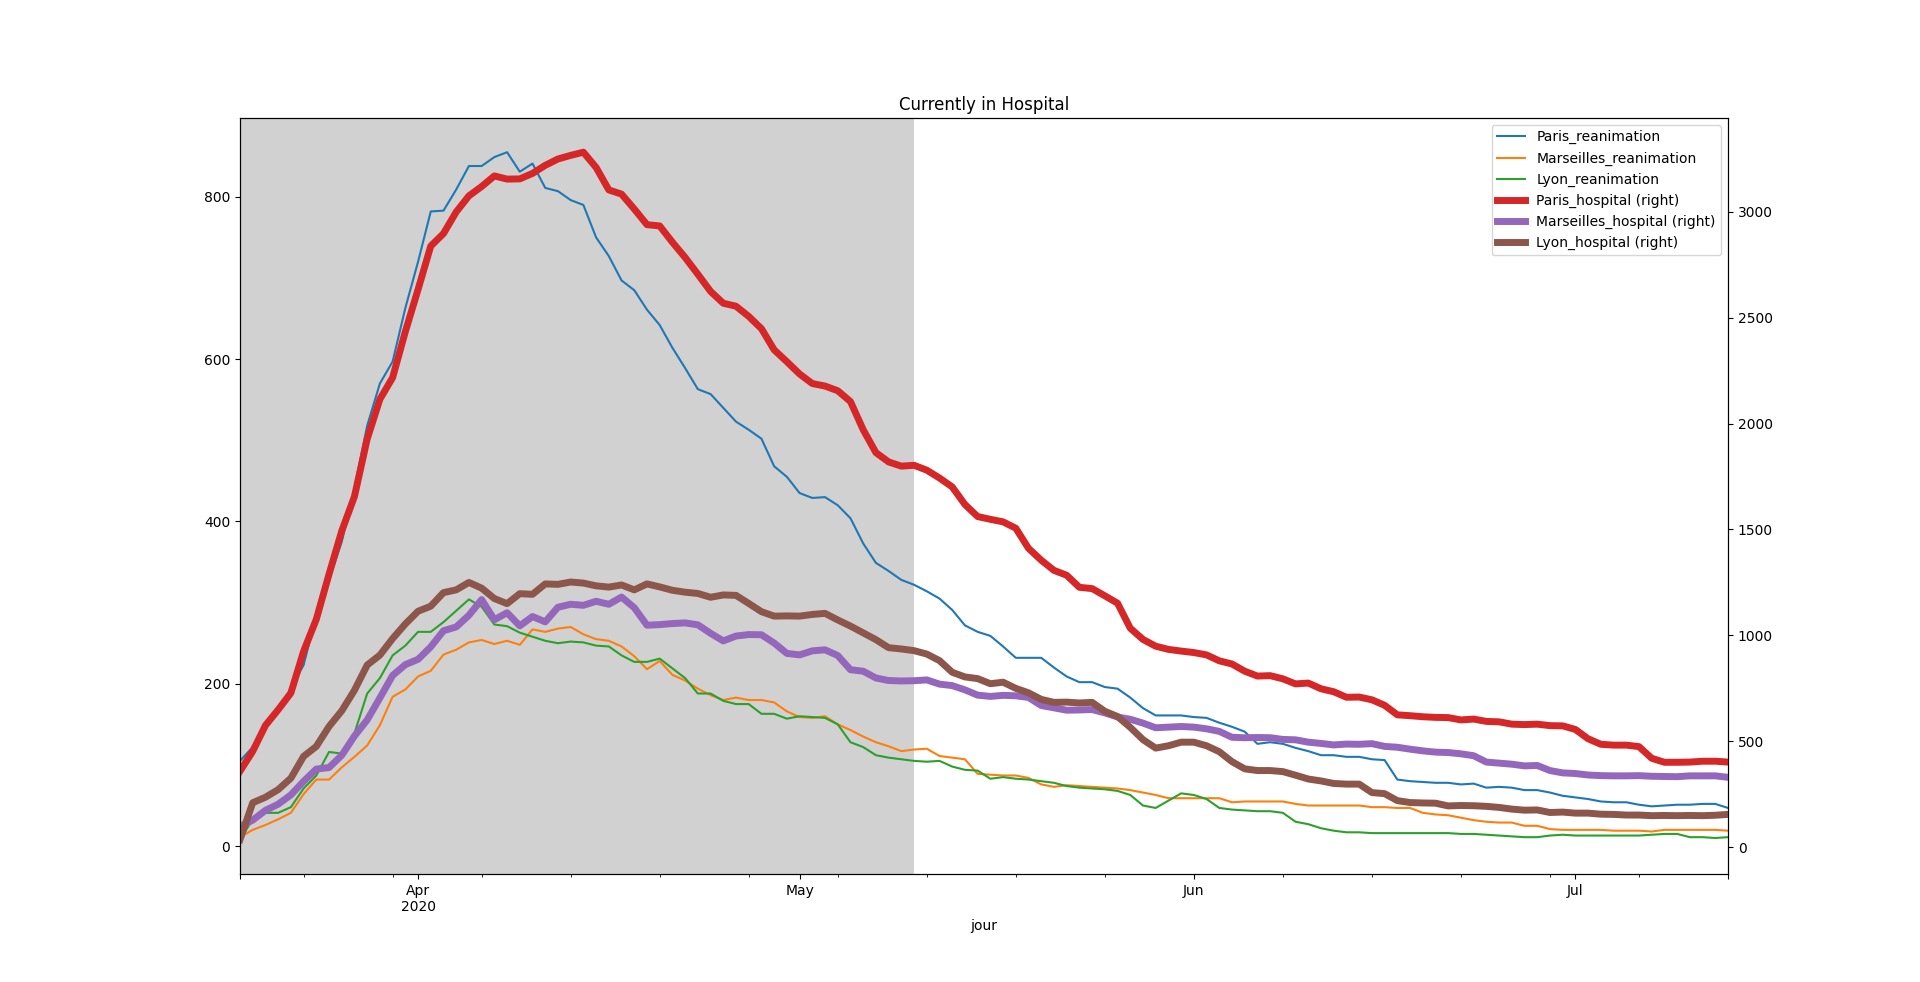 Currently in Hospital
Paris_reanimation
Marseilles_reanimation
Lyon_reanimation
Paris_hospital (right)
Marseilles_hospital (right)
Lyon_hospital (right)
800
600
400
200
0
3000
2500
2000
1500
1000
500
0
Apr
2020
May
Jun
Jul
jour